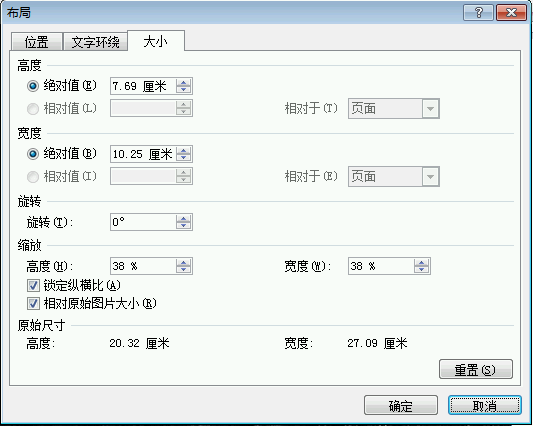 布局
位置 文字环绕 大小
高度
绝对值(E) 7.69 厘米
相对值(L) 相对于(T) 页面
宽度
绝对值(B) 10.25 厘米
相对值(I) 相对于(E) 页面
旋转
旋转(T): 0°
缩放
高度(H): 38 % 宽度(W): 38 %
锁定纵横比(A)
相对原始图片大小(R)
原始尺寸
高度: 20.32 厘米 宽度: 27.09 厘米
重置(S)
确定 取消